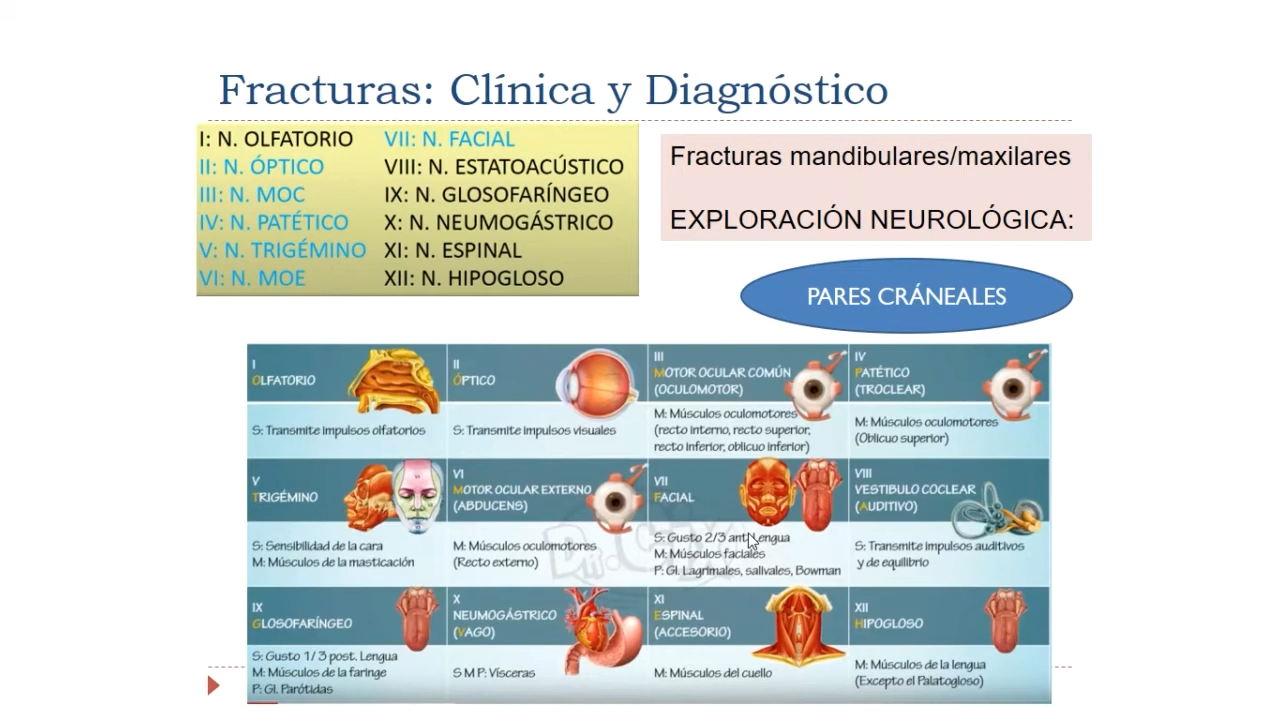 Fracturas: Clínica y Diagnóstico
I: N. OLFATORIO
II: N. ÓPTICO
III: N. MOC
IV: N. PATÉTICO
V: N. TRIGÉMINO
VI: N. MOE
VII: N. FACIAL
VIII: N. ESTATOACÚSTICO
IX: N. GLOSOFARÍNGEO
X: N. NEUMOGÁSTRICO
XI: N. ESPINAL
XII: N. HIPOGLOSO
Fracturas mandibulares/maxilares
EXPLORACIÓN NEUROLÓGICA:
PARES CRÁNEALES
I
OLFATORIO
S: Transmite impulsos olfatorios
II
ÓPTICO
S: Transmite impulsos visuales
III
MOTOR OCULAR COMÚN
(OCULOMOTOR)
M: Músculos oculomotores
(recto interno, recto superior,
recto inferior, oblicuo inferior)
IV
PATÉTICO
(TROCLEAR)
M: Músculos oculomotores
(Oblicuo superior)
V
TRIGÉMINO
S: Sensibilidad de la cara
M: Músculos de la masticación
VI
MOTOR OCULAR EXTERNO
(ABDUCENS)
M: Músculos oculomotores
(Recto externo)
VII
FACIAL
S: Gusto 2/3 ant. Lengua
M: Músculos faciales
P: Gl. Lagrimales, salivales, Bowman
VIII
VESTIBULO COCLEAR
(AUDITIVO)
S: Transmite impulsos auditivos
y de equilibrio
IX
GLOSOFARÍNGEO
S: Gusto 1/3 post. Lengua
M: Músculos de la faringe
P: Gl. Parótidas
X
NEUMOGÁSTRICO
(VAGO)
S M P: Vísceras
XI
ESPINAL
(ACCESORIO)
M: Músculos del cuello
XII
HIPOGLOSO
M: Músculos de la lengua
(Excepto el Palatogloso)